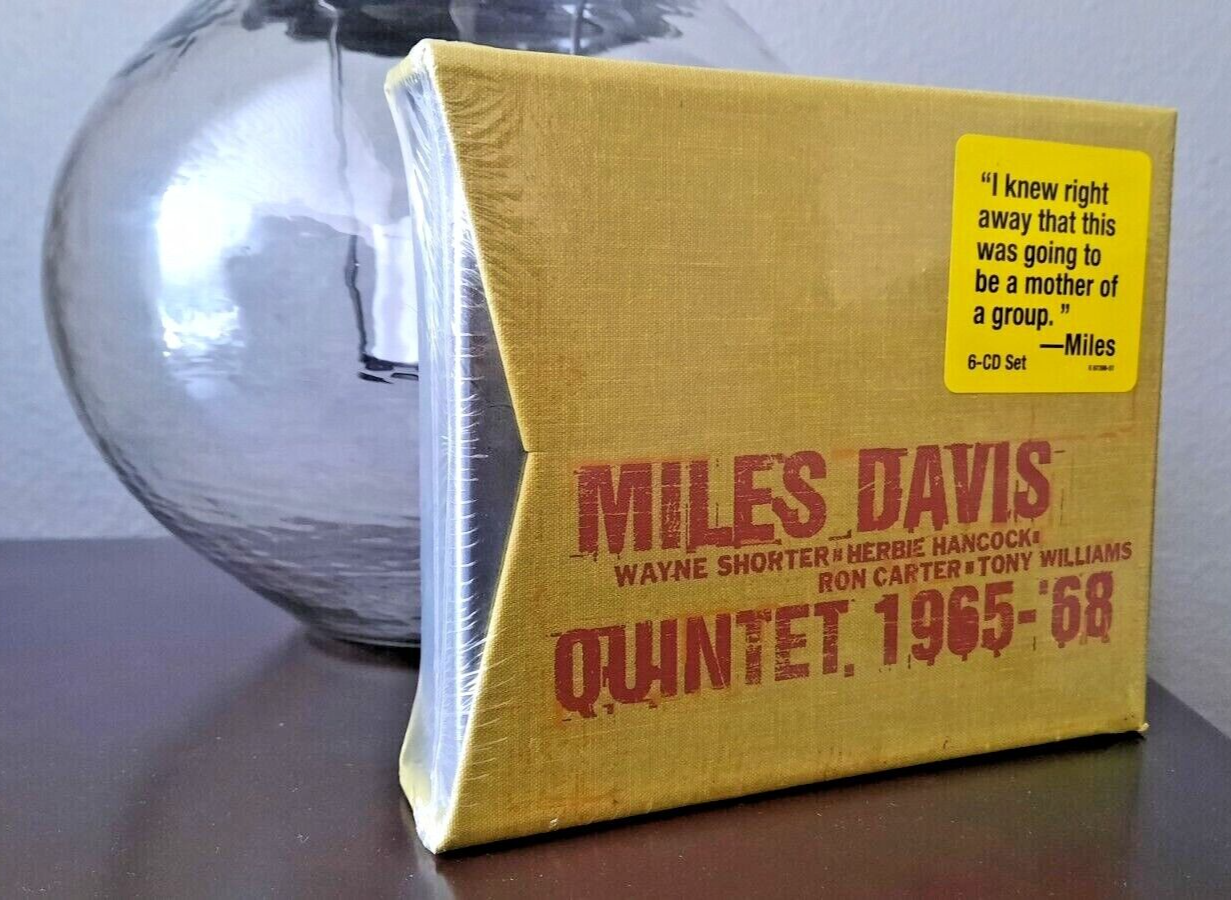 “I knew right
away that this
was going to
be a mother of
a group.”
—Miles
6-CD Set
MILES DAVIS
WAYNE SHORTER ▪ HERBIE HANCOCK ▪
RON CARTER ▪ TONY WILLIAMS
QUINTET, 1965-'68